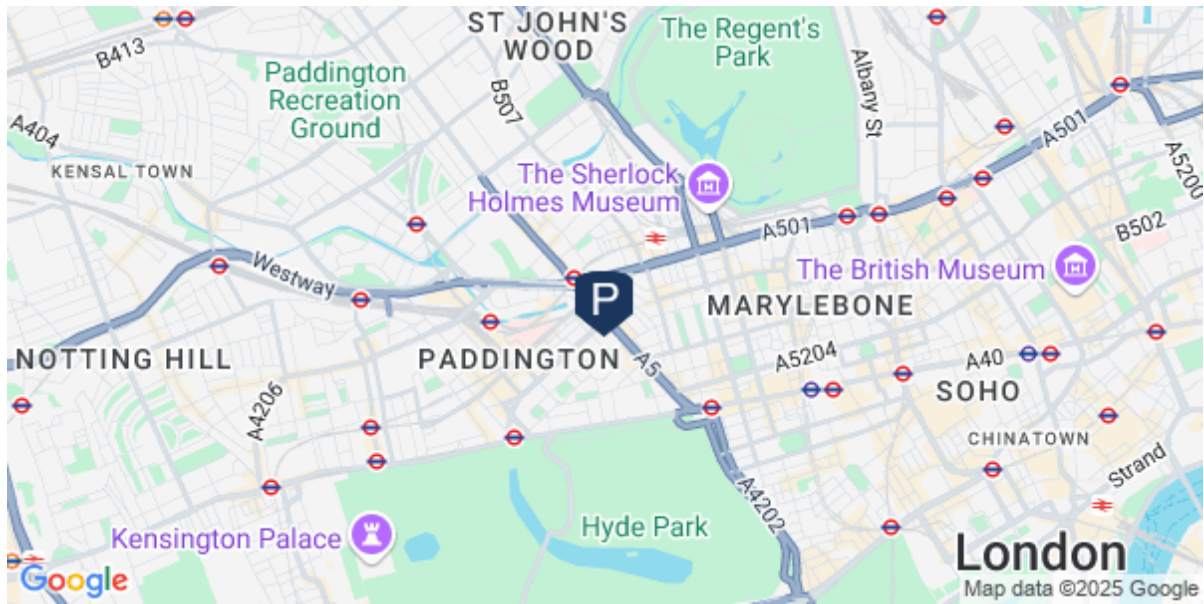 ST JOHN'S
WOOD
The Regent's
Park
B413
Paddington
Recreation
Ground
B507
Albany St
A404
A501
KENSAL TOWN
The Sherlock
Holmes Museum
A5200
B502
A501
Westway
The British Museum
P
MARYLEBONE
NOTTING HILL
PADDINGTON
A5
A5204
A40
SOHO
A4206
CHINATOWN
Strand
A4202
Kensington Palace
Hyde Park
London
Google
Map data ©2025 Google